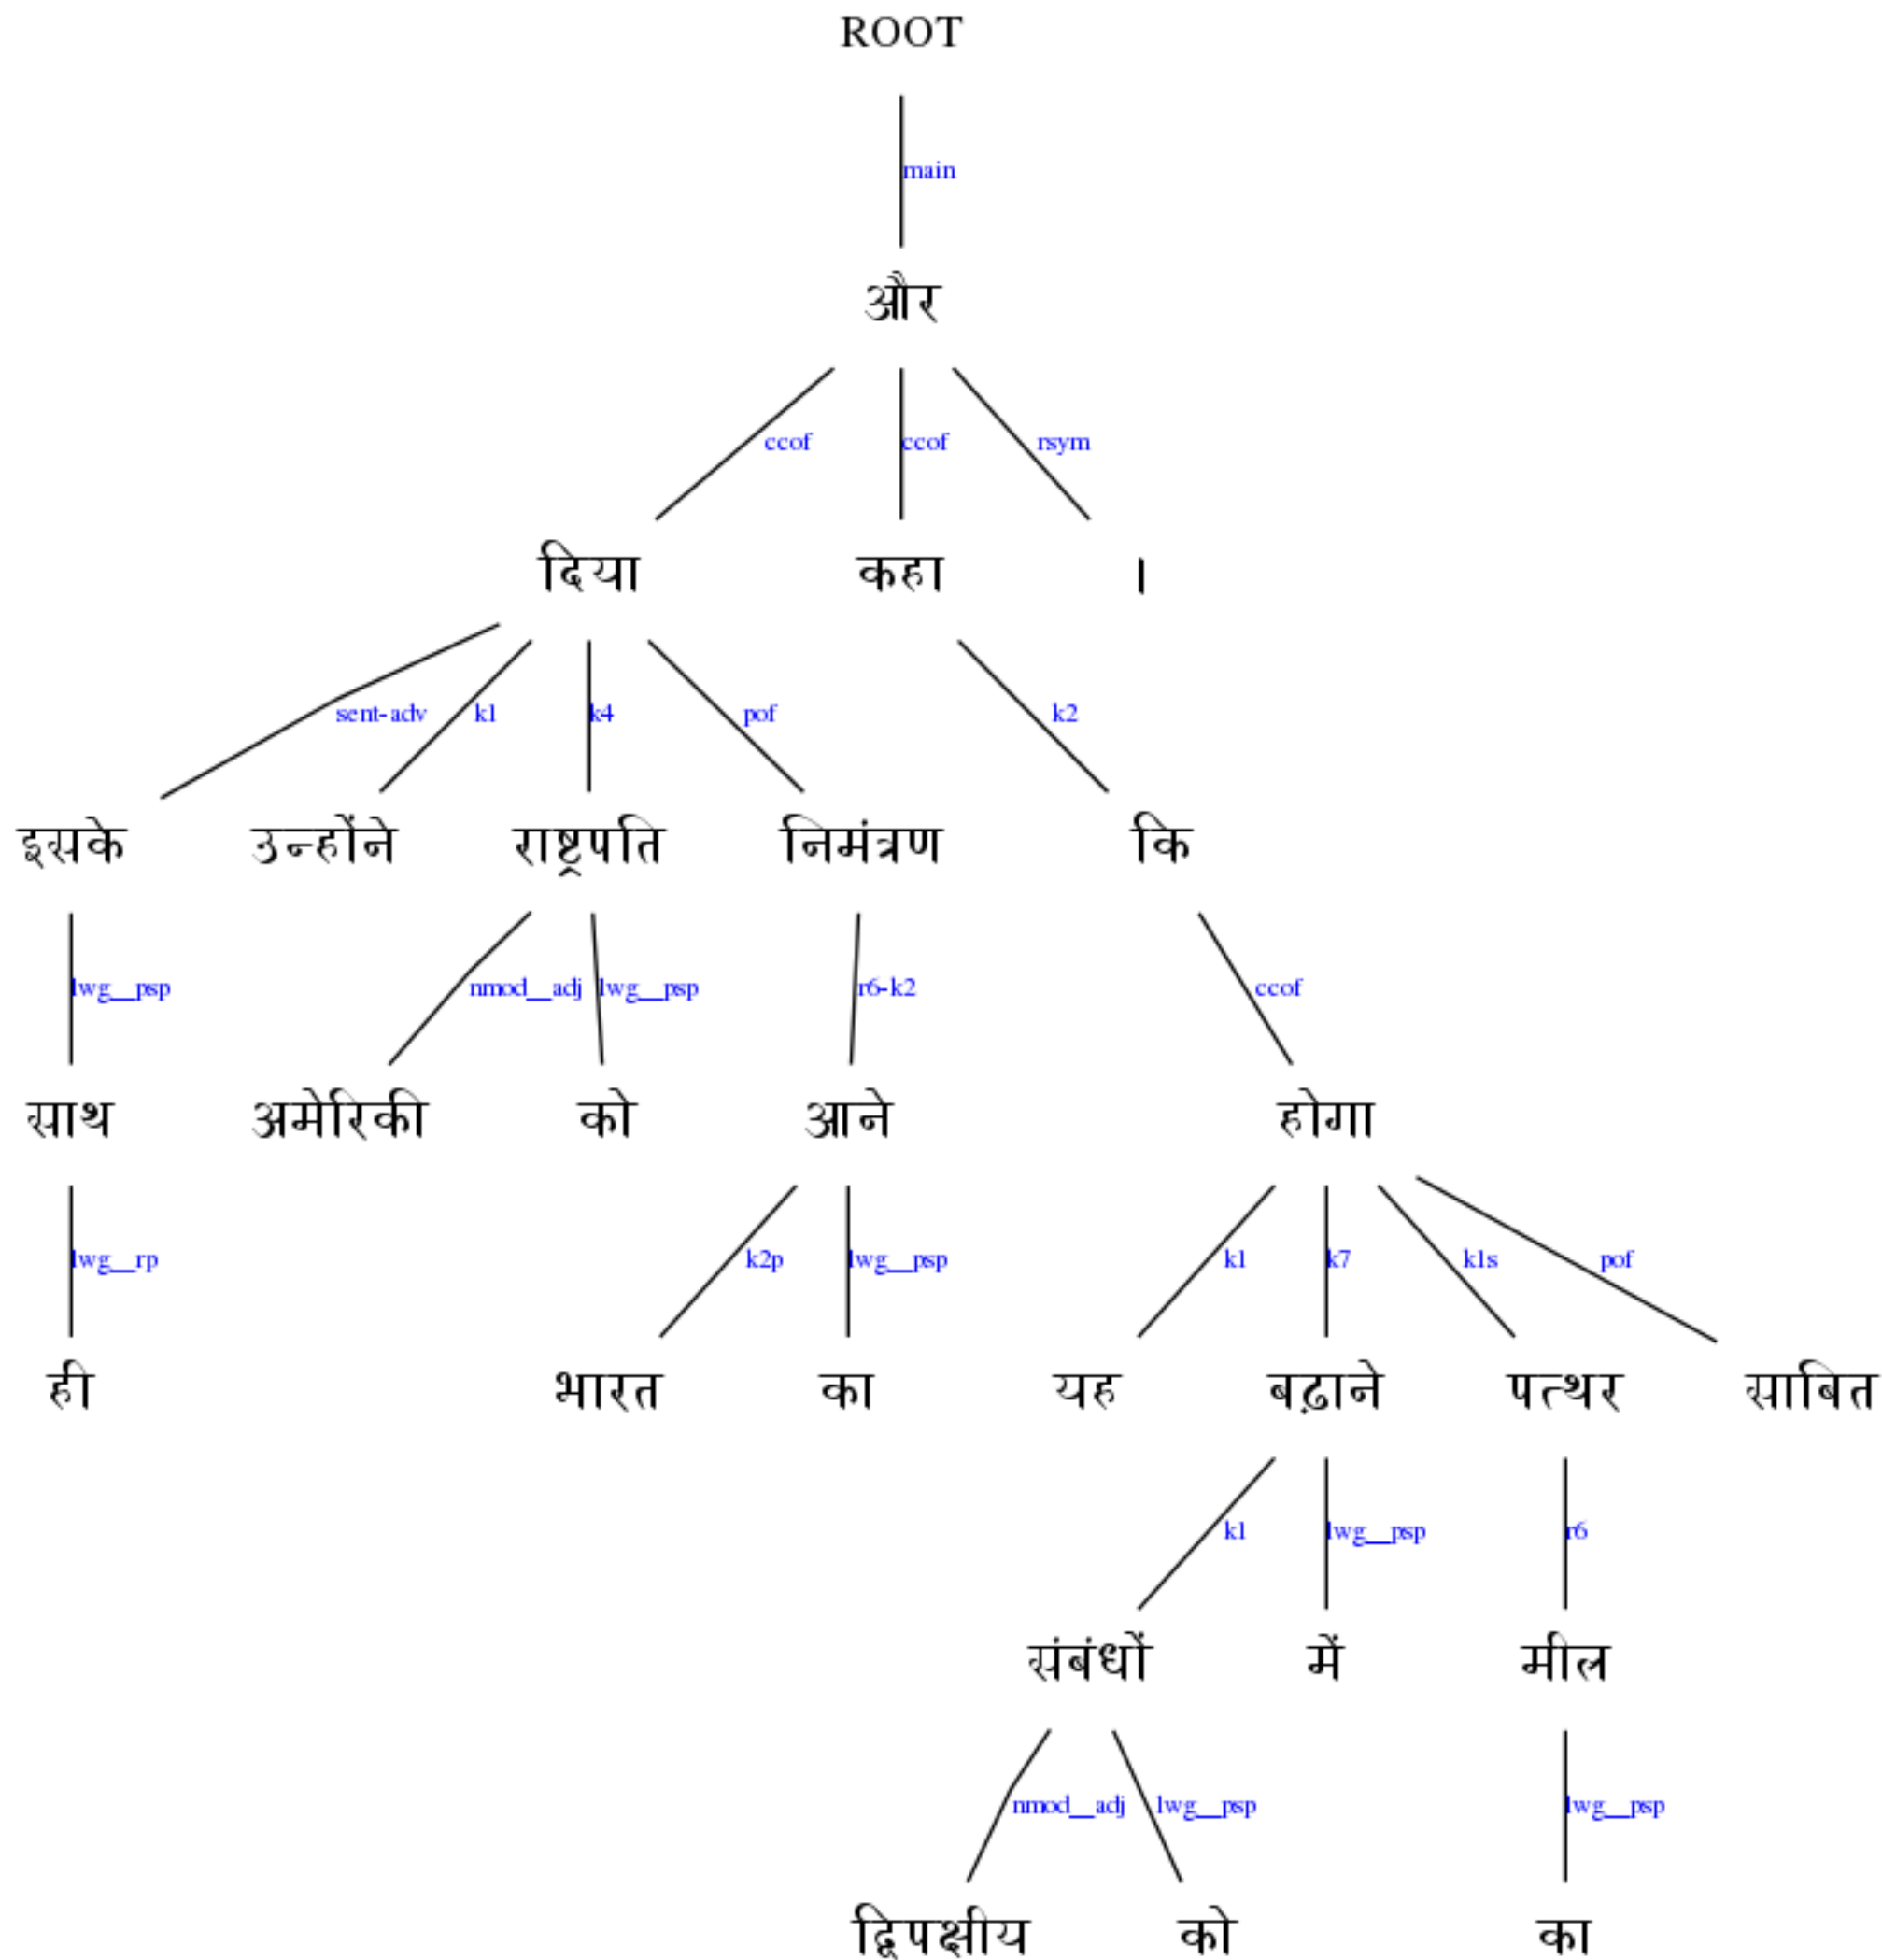 ROOT
main
और
ccof ccof rsym
दिया कहा ।
sent-adv k1 k4 pof k2
इसके उन्होंने राष्ट्रपति निमंत्रण कि
lwg__psp nmod__adj lwg__psp r6-k2 ccof
साथ अमेरिकी को आने होगा
lwg__rp k2p lwg__psp k1 k7 k1s pof
ही भारत का यह बढ़ाने पत्थर साबित
k1 lwg__psp r6
संबंधों में मील
nmod__adj lwg__psp lwg__psp
द्विपक्षीय को का